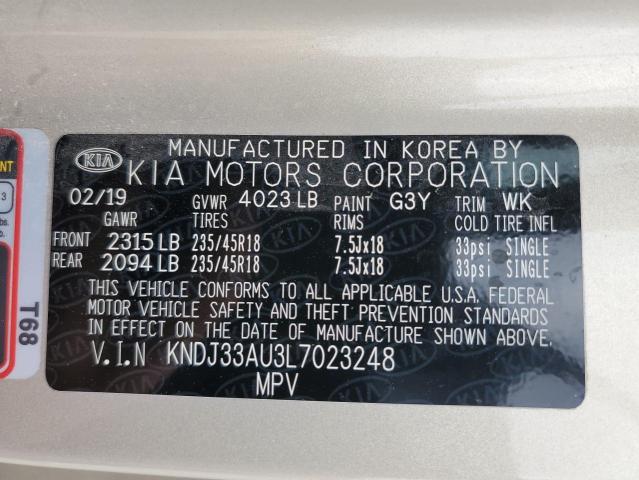 MANUFACTURED IN KOREA BY
KIA KIA MOTORS CORPORATION
02/19 GVWR 4023 LB PAINT G3Y TRIM WK
GAWR TIRES RIMS COLD TIRE INFL
FRONT 2315 LB 235/45R18 7.5Jx18 33psi SINGLE
REAR 2094 LB 235/45R18 7.5Jx18 33psi SINGLE
THIS VEHICLE CONFORMS TO ALL APPLICABLE U.S.A. FEDERAL
MOTOR VEHICLE SAFETY AND THEFT PREVENTION STANDARDS
IN EFFECT ON THE DATE OF MANUFACTURE SHOWN ABOVE.
V.I.N KNDJ33AU3L7023248
MPV
3
T68